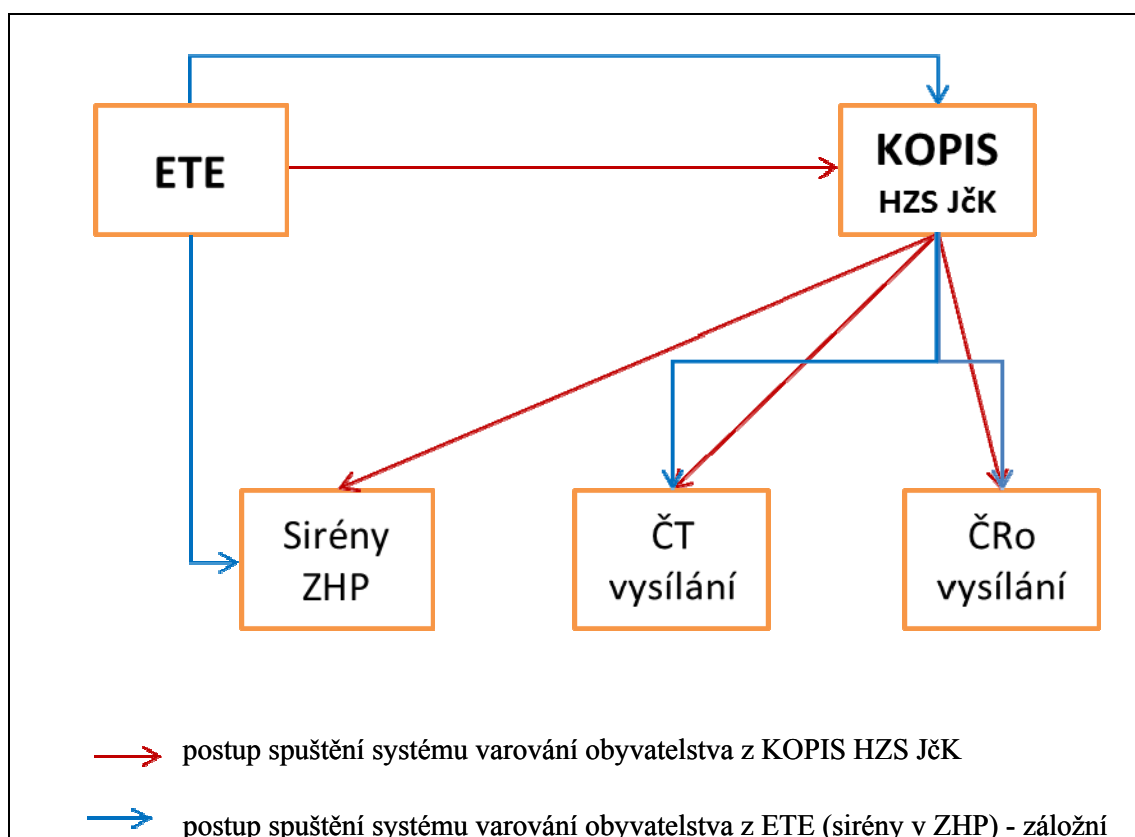 ETE
KOPIS
HZS JčK
Sirény
ZHP
ČT
vysílání
ČRo
vysílání
postup spuštění systému varování obyvatelstva z KOPIS HZS JčK
postup spuštění systému varování obyvatelstva z ETE (sirény v ZHP) - záložní